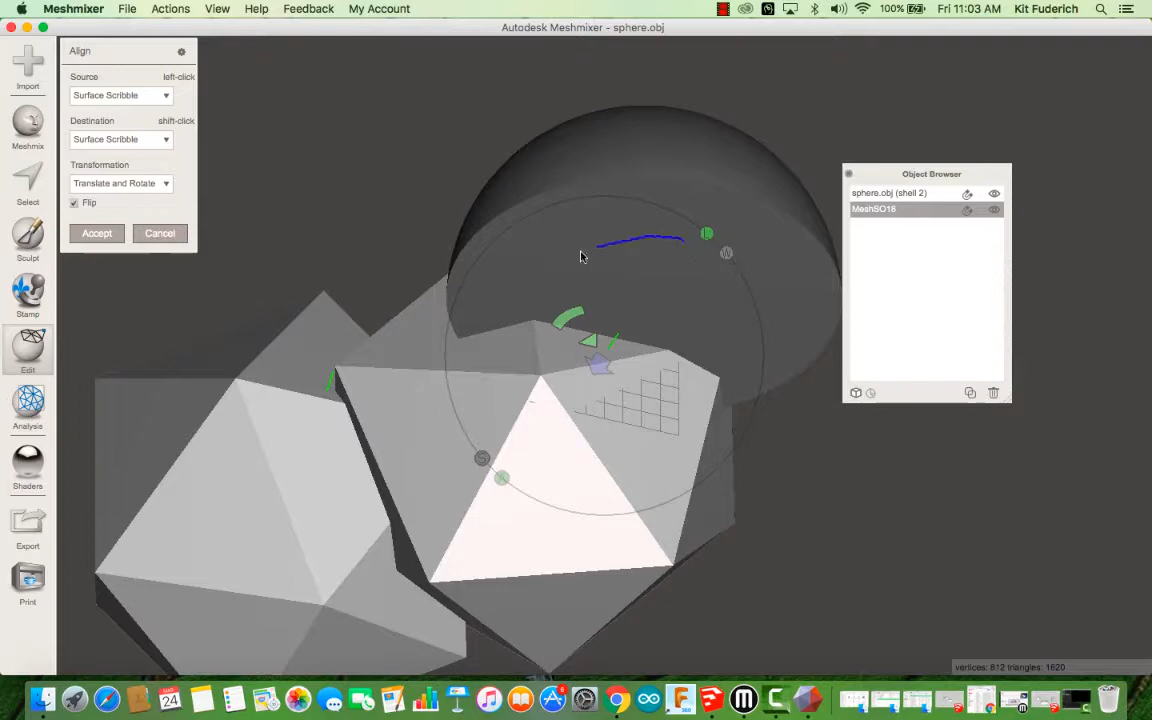 Meshmixer File Actions View Help Feedback My Account 100% Fri 11:03 AM Kit Fuderich
Autodesk Meshmixer - sphere.obj
Import
Meshmix
Select
Sculpt
Stamp
Edit
Analysis
Shaders
Export
Print
Align
Source left-click
Surface Scribble
Destination shift-click
Surface Scribble
Transformation
Translate and Rotate
Flip
Accept Cancel
L
W
S
Object Browser
sphere.obj (shell 2)
MeshSO16
vertices: 812 triangles: 1620
MAR
24